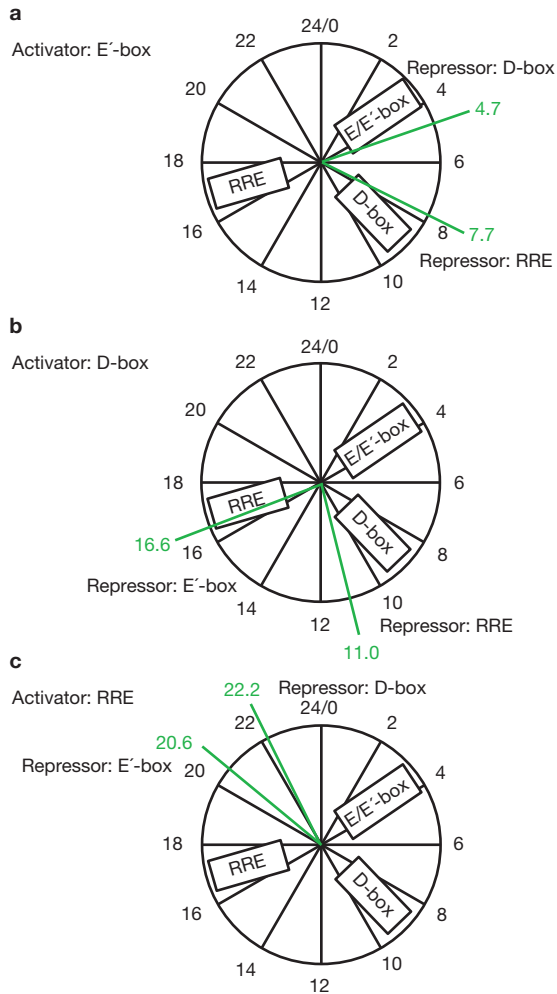 a
24/0
Activator: E´-box
22
2
Repressor: D-box
20
4
E/E´-box
4.7
18
6
RRE
D-box
16
8
7.7
Repressor: RRE
14
10
12
b
24/0
Activator: D-box
22
2
20
4
E/E´-box
18
6
RRE
D-box
16.6
16
8
Repressor: E´-box
14
10
12
Repressor: RRE
11.0
c
22.2
Repressor: D-box
Activator: RRE
24/0
22
2
20.6
Repressor: E´-box
20
4
E/E´-box
18
6
RRE
D-box
16
8
14
10
12